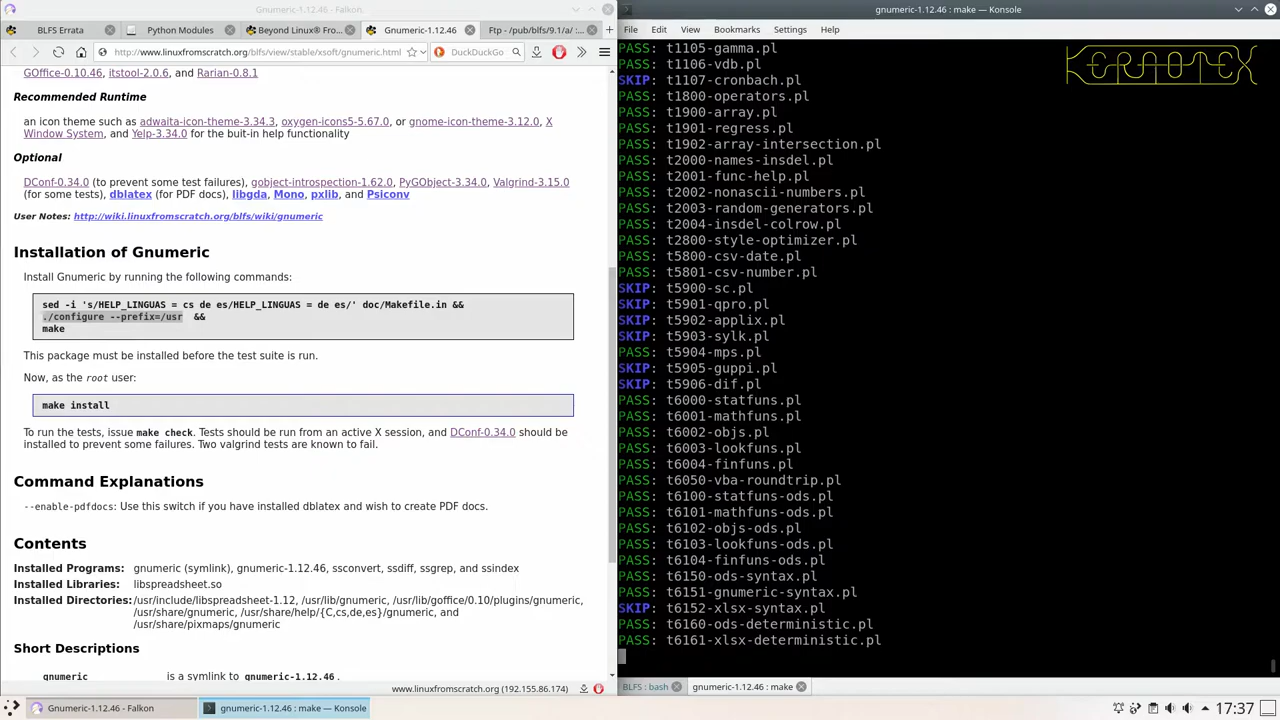 Gnumeric-1.12.46 - Falkon.
BLFS Errata
Python Modules
Beyond Linux® Fro...
Gnumeric-1.12.46
Ftp - /pub/blfs/9.1/a/ :...
http://www.linuxfromscratch.org/blfs/view/stable/xsoft/gnumeric.html
DuckDuckGo
GOffice-0.10.46, itstool-2.0.6, and Rarian-0.8.1
Recommended Runtime
an icon theme such as adwaita-icon-theme-3.34.3, oxygen-icons5-5.67.0, or gnome-icon-theme-3.12.0, X
Window System, and Yelp-3.34.0 for the buit-in help functionality
Optional
DConf-0.34.0 (to prevent some test failures), gobject-introspection-1.62.0, PyGObject-3.34.0, Valgrind-3.15.0
(for some tests), dblatex (for PDF docs), libgda, Mono, pxlib, and Psiconv
User Notes: http://wiki.linuxfromscratch.org/blfs/wiki/gnumeric
Installation of Gnumeric
Install Gnumeric by running the following commands:
sed -i 's/HELP_LINGUAS = cs de es/HELP_LINGUAS = de es/' doc/Makefile.in &&
./configure --prefix=/usr  &&
make
This package must be installed before the test suite is run.
Now, as the root user:
make install
To run the tests, issue make check. Tests should be run from an active X session, and DConf-0.34.0 should be
installed to prevent some failures. Two valgrind tests are known to fail.
Command Explanations
--enable-pdfdocs: Use this switch if you have installed dblatex and wish to create PDF docs.
Contents
Installed Programs: gnumeric (symlink), gnumeric-1.12.46, ssconvert, ssdiff, ssgrep, and ssindex
Installed Libraries: libspreadsheet.so
Installed Directories: /usr/include/libspreadsheet-1.12, /usr/lib/gnumeric, /usr/lib/goffice/0.10/plugins/gnumeric,
/usr/share/gnumeric, /usr/share/help/{C,cs,de,es}/gnumeric, and
/usr/share/pixmaps/gnumeric
Short Descriptions
gnumeric is a symlink to gnumeric-1.12.46.
www.linuxfromscratch.org (192.155.86.174)
gnumeric-1.12.46 : make — Konsole
File Edit View Bookmarks Settings Help
KERNOTEX
PASS: t1105-gamma.pl
PASS: t1106-vdb.pl
SKIP: t1107-cronbach.pl
PASS: t1800-operators.pl
PASS: t1900-array.pl
PASS: t1901-regress.pl
PASS: t1902-array-intersection.pl
PASS: t2000-names-insdel.pl
PASS: t2001-func-help.pl
PASS: t2002-nonascii-numbers.pl
PASS: t2003-random-generators.pl
PASS: t2004-insdel-colrow.pl
PASS: t2800-style-optimizer.pl
PASS: t5800-csv-date.pl
PASS: t5801-csv-number.pl
SKIP: t5900-sc.pl
SKIP: t5901-qpro.pl
SKIP: t5902-applix.pl
SKIP: t5903-sylk.pl
PASS: t5904-mps.pl
SKIP: t5905-guppi.pl
SKIP: t5906-dif.pl
PASS: t6000-statfuns.pl
PASS: t6001-mathfuns.pl
PASS: t6002-objs.pl
PASS: t6003-lookfuns.pl
PASS: t6004-finfuns.pl
PASS: t6050-vba-roundtrip.pl
PASS: t6100-statfuns-ods.pl
PASS: t6101-mathfuns-ods.pl
PASS: t6102-objs-ods.pl
PASS: t6103-lookfuns-ods.pl
PASS: t6104-finfuns-ods.pl
PASS: t6150-ods-syntax.pl
PASS: t6151-gnumeric-syntax.pl
SKIP: t6152-xlsx-syntax.pl
PASS: t6160-ods-deterministic.pl
PASS: t6161-xlsx-deterministic.pl
BLFS : bash
gnumeric-1.12.46 : make
Gnumeric-1.12.46 - Falkon
gnumeric-1.12.46 : make — Konsole
17:37